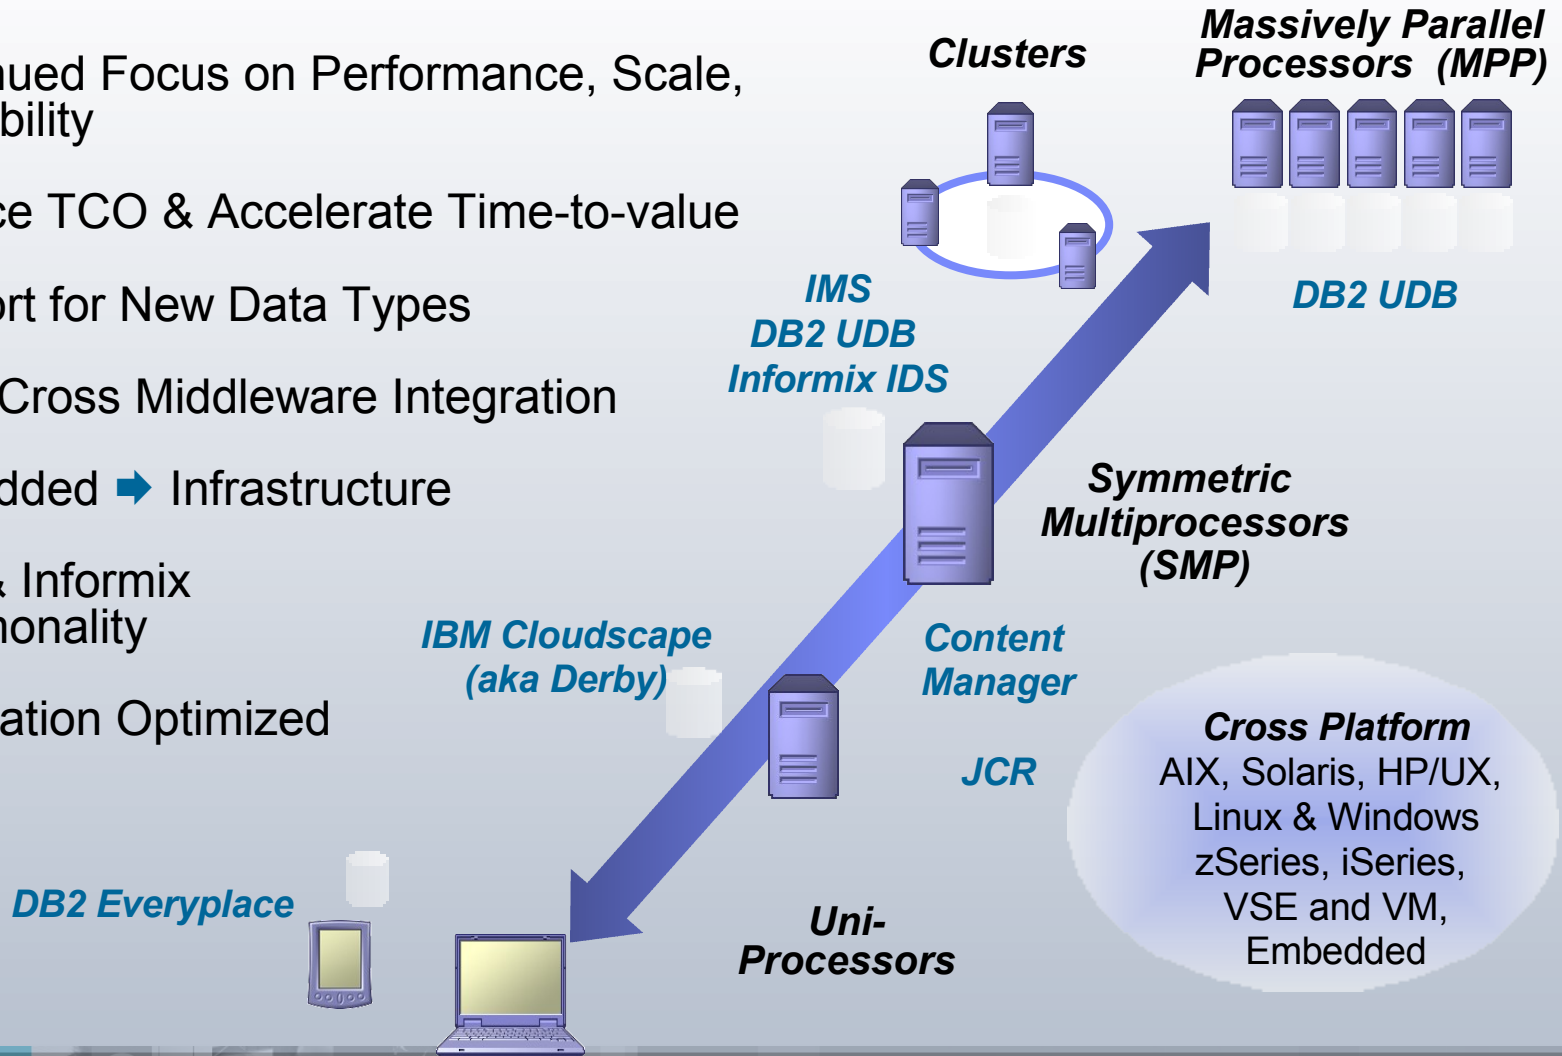 nued Focus on Performance, Scale,
bility
ce TCO & Accelerate Time-to-value
ort for New Data Types
Cross Middleware Integration
dded ➡ Infrastructure
& Informix
nonality
ation Optimized
Clusters
Massively Parallel
Processors (MPP)
IMS
DB2 UDB
Informix IDS
DB2 UDB
Symmetric
Multiprocessors
(SMP)
IBM Cloudscape
(aka Derby)
Content
Manager
JCR
Cross Platform
AIX, Solaris, HP/UX,
Linux & Windows
zSeries, iSeries,
VSE and VM,
Embedded
DB2 Everyplace
Uni-
Processors